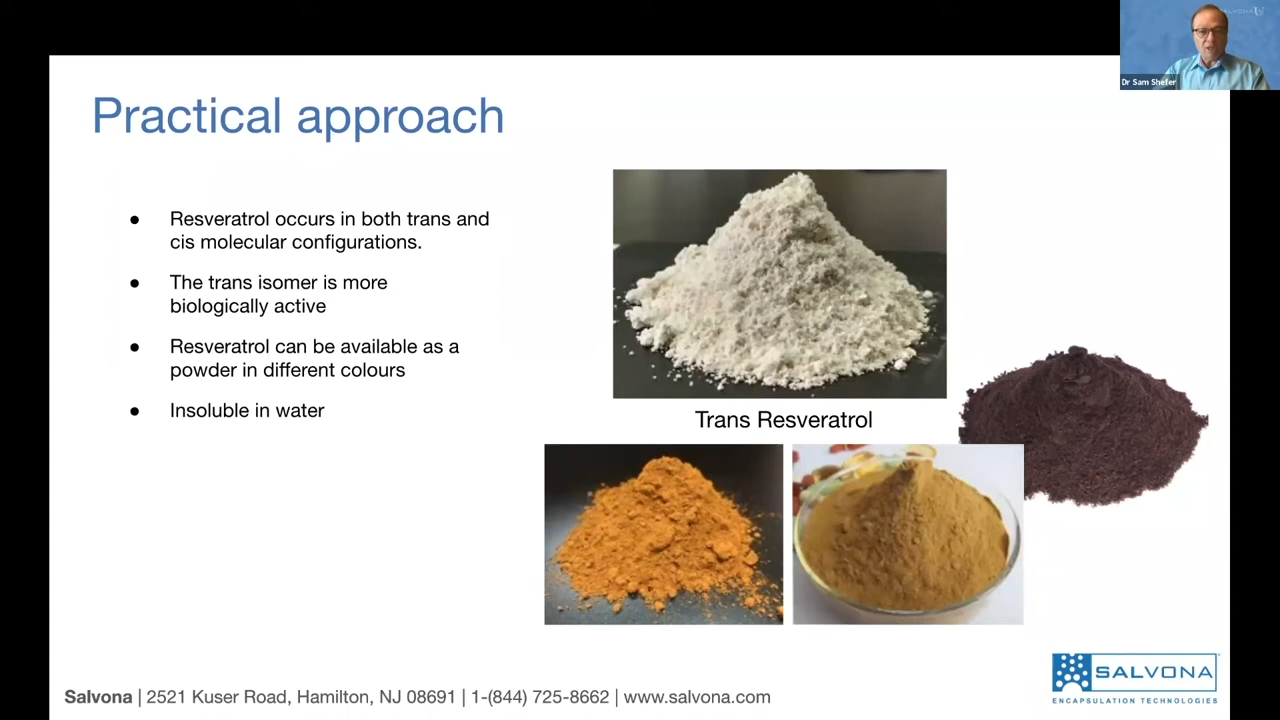 SALVONA
Dr Sam Shefer
Practical approach
● Resveratrol occurs in both trans and
cis molecular configurations.
● The trans isomer is more
biologically active
● Resveratrol can be available as a
powder in different colours
● Insoluble in water
Trans Resveratrol
Salvona | 2521 Kuser Road, Hamilton, NJ 08691 | 1-(844) 725-8662 | www.salvona.com
SALVONA
ENCAPSULATION TECHNOLOGIES